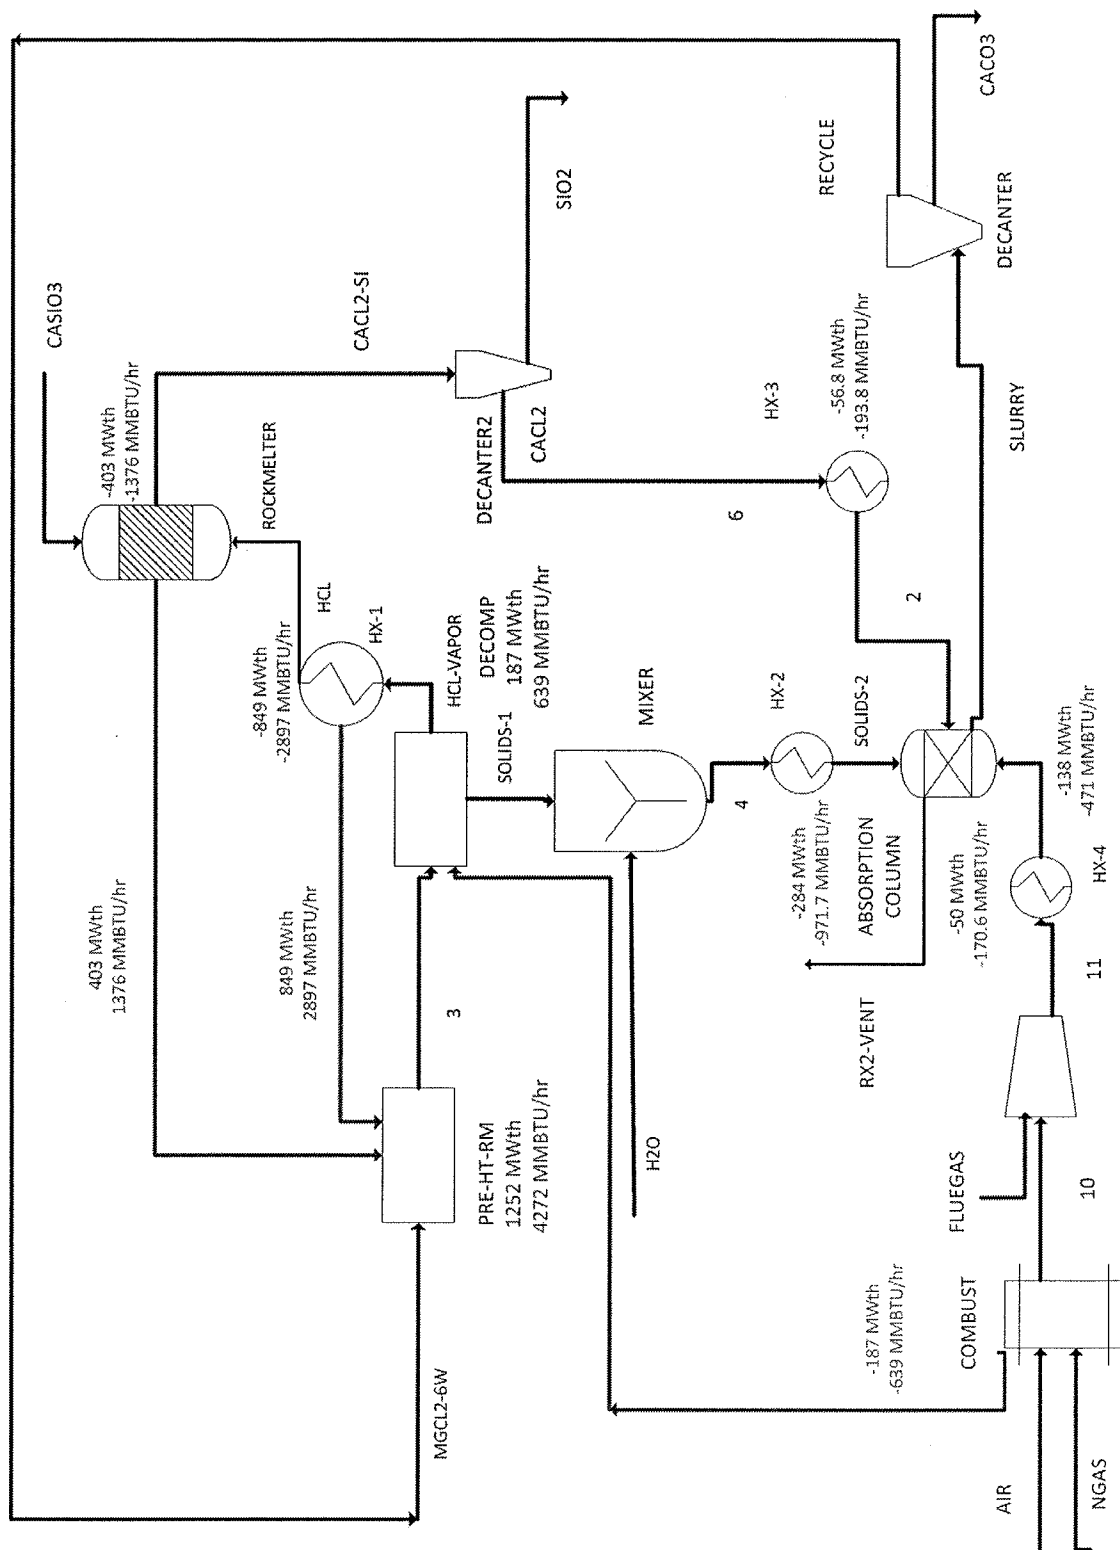 CASIO3
-403 MWth
-1376 MMBTU/hr
ROCKMELTER
CACL2-SI
SIO2
RECYCLE
CACO3
DECANTER
403 MWth
1376 MMBTU/hr
849 MWth
2897 MMBTU/hr
-849 MWth
-2897 MMBTU/hr
HCL
HX-1
HCL-VAPOR
DECOMP
187 MWth
639 MMBTU/hr
SOLIDS-1
DECANTER2
CACL2
6
HX-3
-56.8 MWth
-193.8 MMBTU/hr
2
SLURRY
3
PRE-HT-RM
1252 MWth
4272 MMBTU/hr
MGCL2-6W
H2O
MIXER
4
HX-2
SOLIDS-2
-284 MWth
-971.7 MMBTU/hr
ABSORPTION
COLUMN
RX2-VENT
-50 MWth
-170.6 MMBTU/hr
-138 MWth
-471 MMBTU/hr
HX-4
11
FLUEGAS
10
-187 MWth
-639 MMBTU/hr
COMBUST
AIR
NGAS